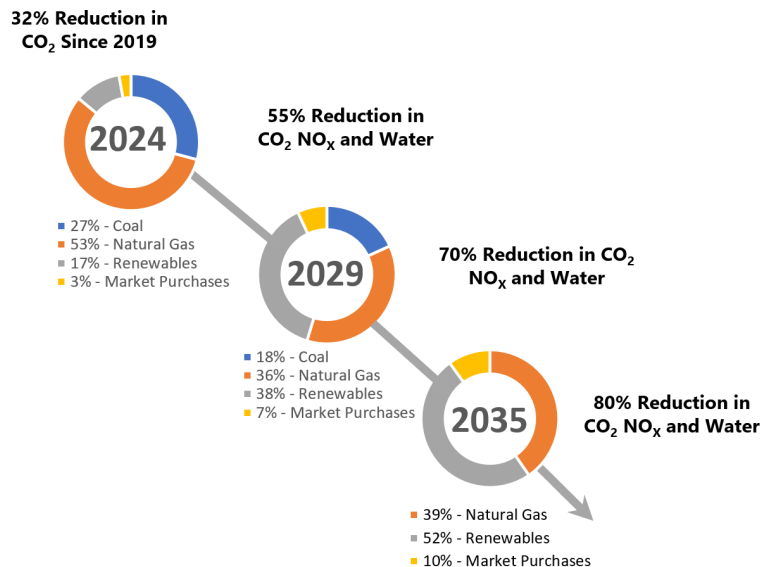 32% Reduction in
CO₂ Since 2019
2024
27% - Coal
53% - Natural Gas
17% - Renewables
3% - Market Purchases
55% Reduction in
CO₂ NOₓ and Water
2029
18% - Coal
36% - Natural Gas
38% - Renewables
7% - Market Purchases
70% Reduction in CO₂
NOₓ and Water
2035
39% - Natural Gas
52% - Renewables
10% - Market Purchases
80% Reduction in
CO₂ NOₓ and Water